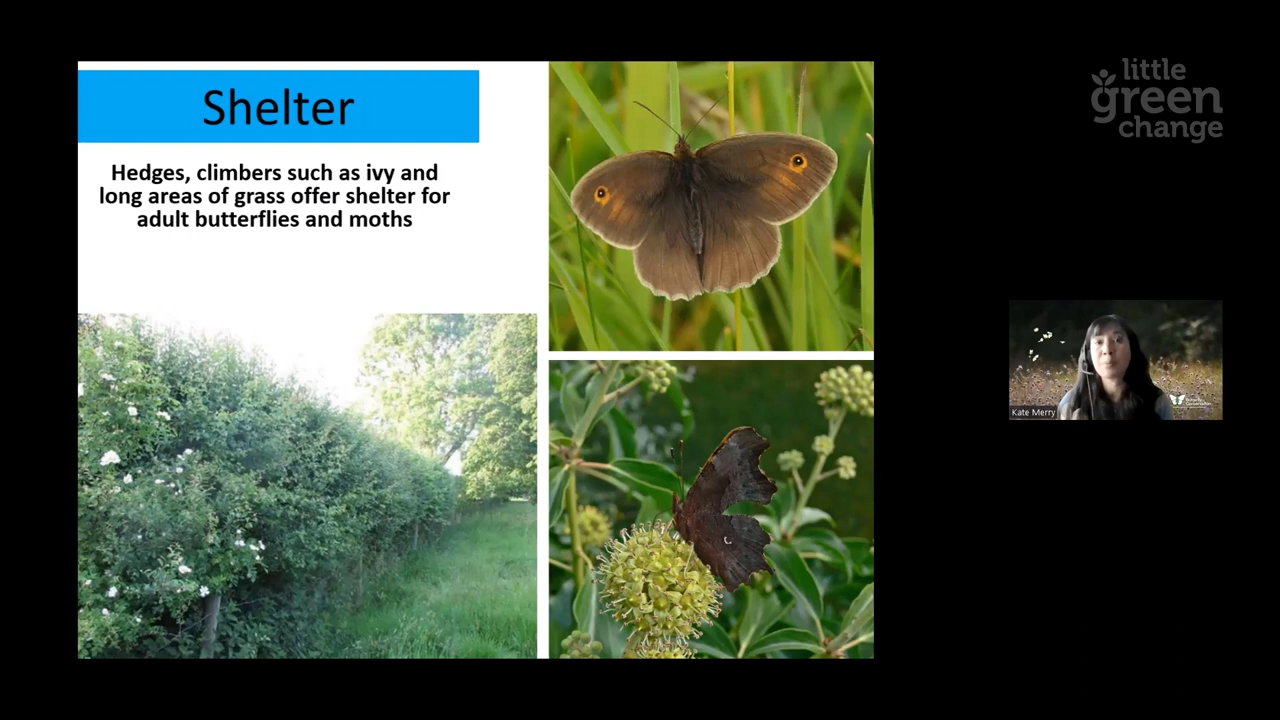 Shelter
Hedges, climbers such as ivy and
long areas of grass offer shelter for
adult butterflies and moths
little
green
change
Kate Merry